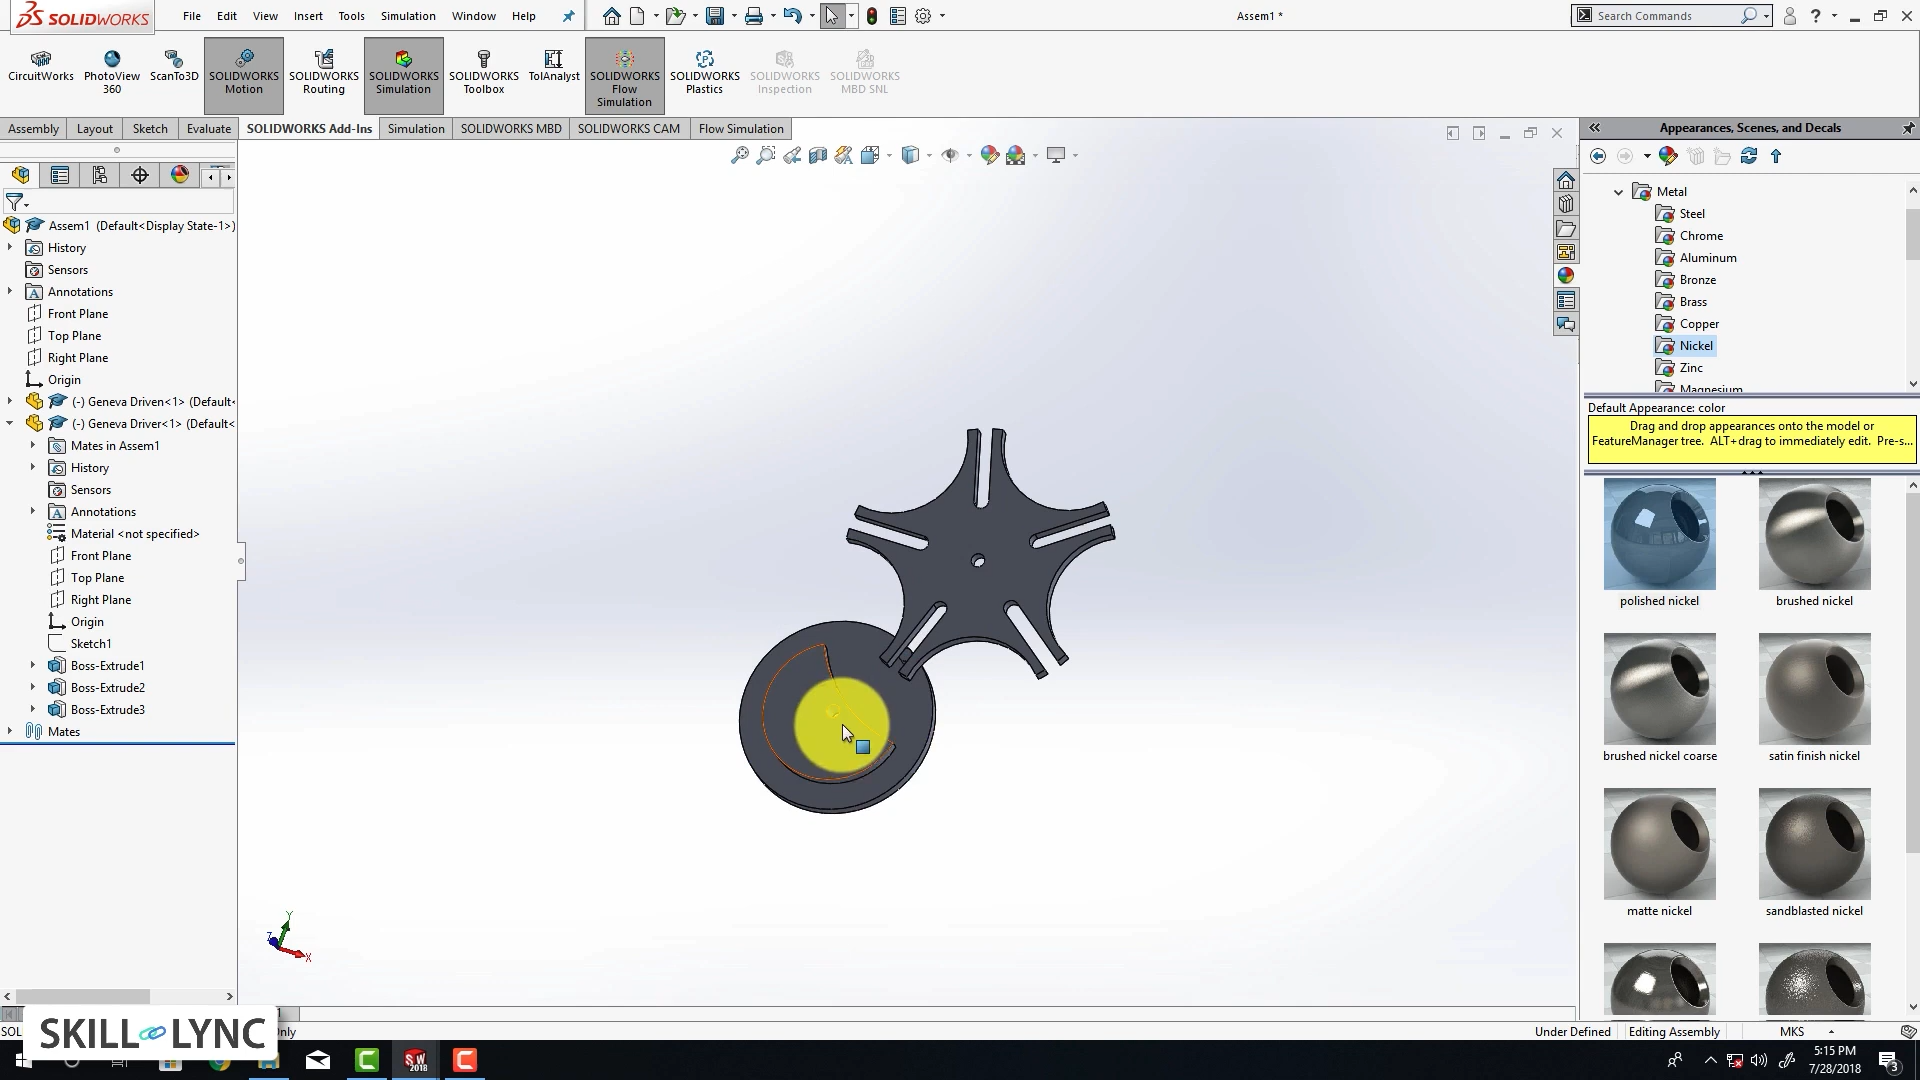 SOLIDWORKS
File Edit View Insert Tools Simulation Window Help
Assem1 *
Search Commands
CircuitWorks
PhotoView 360
ScanTo3D
SOLIDWORKS Motion
SOLIDWORKS Routing
SOLIDWORKS Simulation
SOLIDWORKS Toolbox
TolAnalyst
SOLIDWORKS Flow Simulation
SOLIDWORKS Plastics
SOLIDWORKS Inspection
SOLIDWORKS MBD SNL
Assembly Layout Sketch Evaluate SOLIDWORKS Add-Ins Simulation SOLIDWORKS MBD SOLIDWORKS CAM Flow Simulation
Assem1 (Default<Display State-1>)
History
Sensors
Annotations
Front Plane
Top Plane
Right Plane
Origin
(-) Geneva Driven<1> (Default<
(-) Geneva Driver<1> (Default<
Mates in Assem1
History
Sensors
Annotations
Material <not specified>
Front Plane
Top Plane
Right Plane
Origin
Sketch1
Boss-Extrude1
Boss-Extrude2
Boss-Extrude3
Mates
Y
Z
X
Appearances, Scenes, and Decals
Metal
Steel
Chrome
Aluminum
Bronze
Brass
Copper
Nickel
Zinc
Magnesium
Default Appearance: color
Drag and drop appearances onto the model or
FeatureManager tree. ALT+drag to immediately edit. Pre-s...
polished nickel
brushed nickel
brushed nickel coarse
satin finish nickel
matte nickel
sandblasted nickel
SKILL LYNC
Under Defined Editing Assembly MKS
SW 2018
5:15 PM
7/28/2018
3